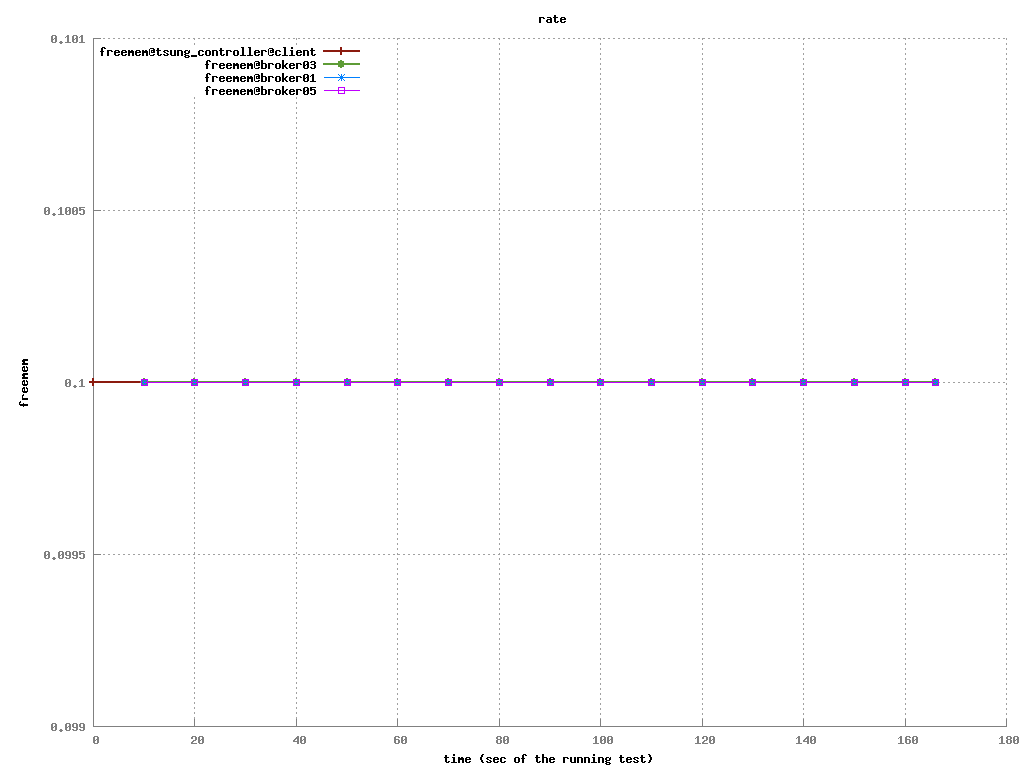 rate
0.101
freemem@tsung_controller@client
freemem@broker03
freemem@broker01
freemem@broker05
0.1005
freemem
0.1
0.0995
0.099
0 20 40 60 80 100 120 140 160 180
time (sec of the running test)